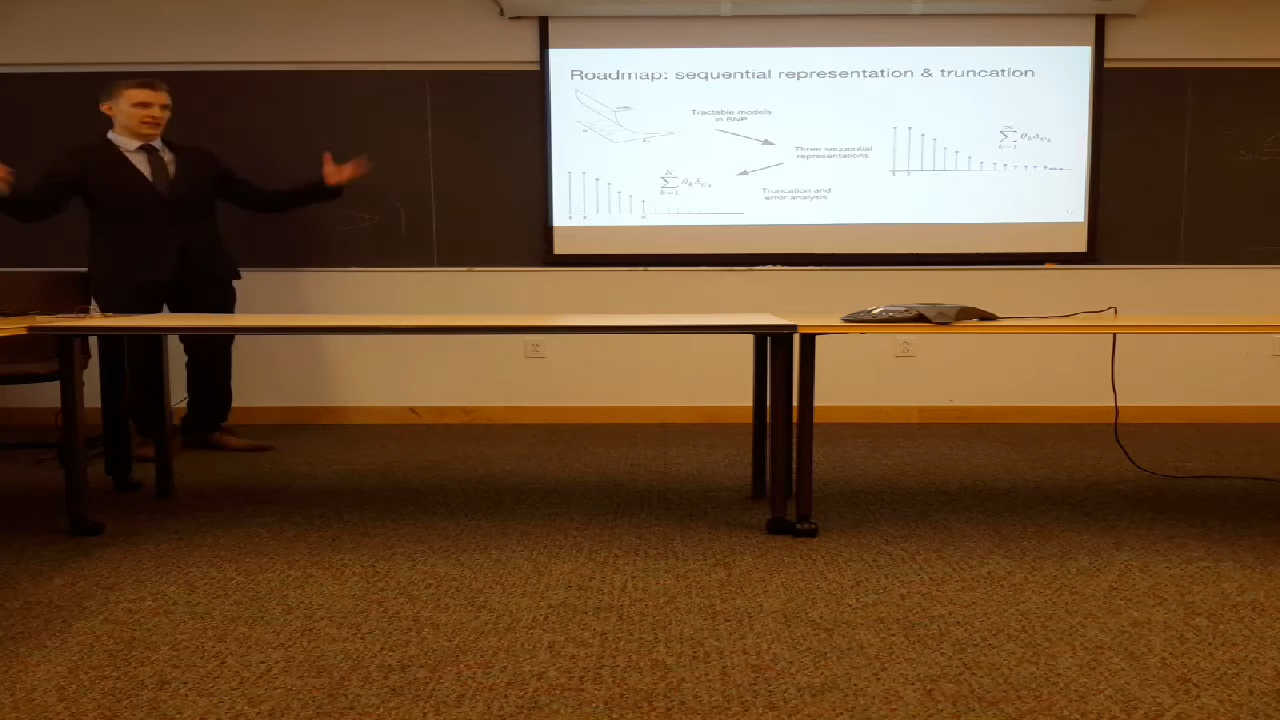 Roadmap: sequential representation & truncation
Tractable models
in BNP
Three sequential
representations
Truncation and
error analysis